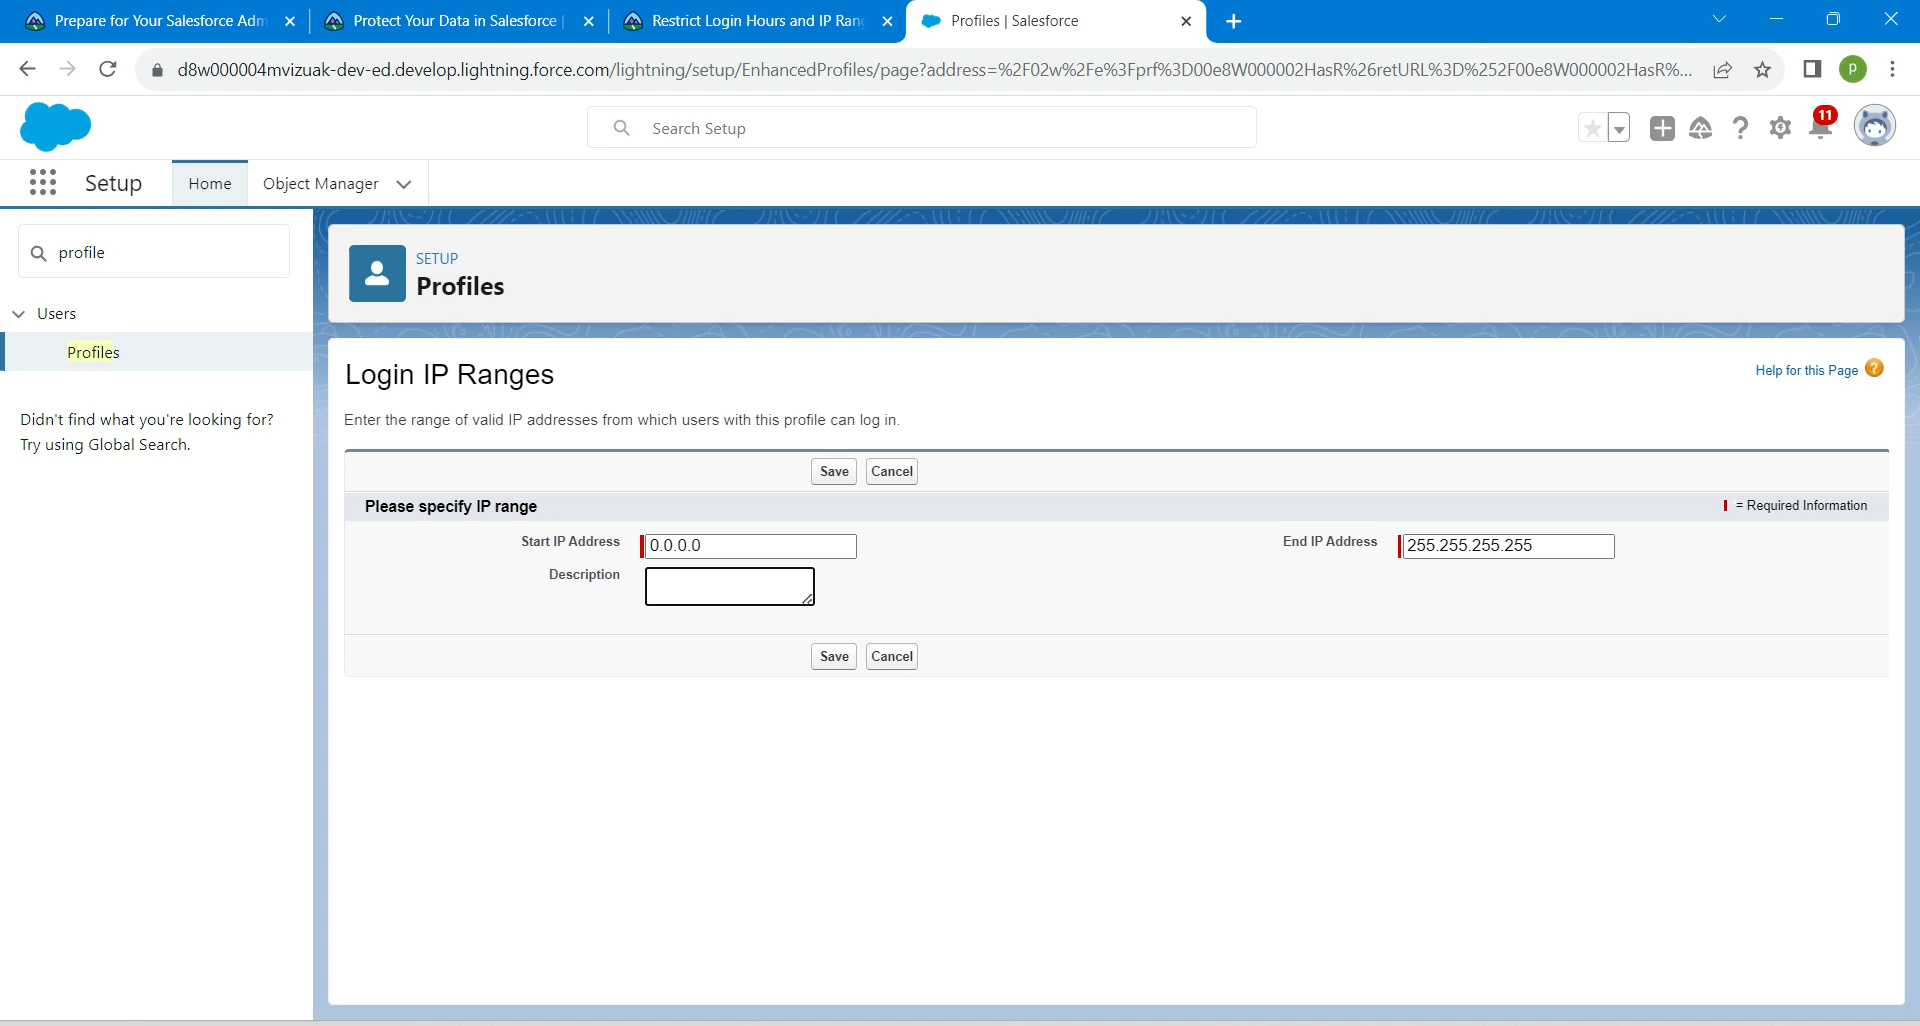 Prepare for Your Salesforce Adm
Protect Your Data in Salesforce |
Restrict Login Hours and IP Rang
Profiles | Salesforce
d8w000004mvizuak-dev-ed.develop.lightning.force.com/lightning/setup/EnhancedProfiles/page?address=%2F02w%2Fe%3Fprf%3D00e8W000002HasR%26retURL%3D%252F00e8W000002HasR%...
P
Search Setup
11
Setup
Home
Object Manager
profile
Users
Profiles
Didn't find what you're looking for?
Try using Global Search.
SETUP
Profiles
Login IP Ranges
Help for this Page ?
Enter the range of valid IP addresses from which users with this profile can log in.
Save Cancel
Please specify IP range
= Required Information
Start IP Address 0.0.0.0
End IP Address 255.255.255.255
Description
Save Cancel